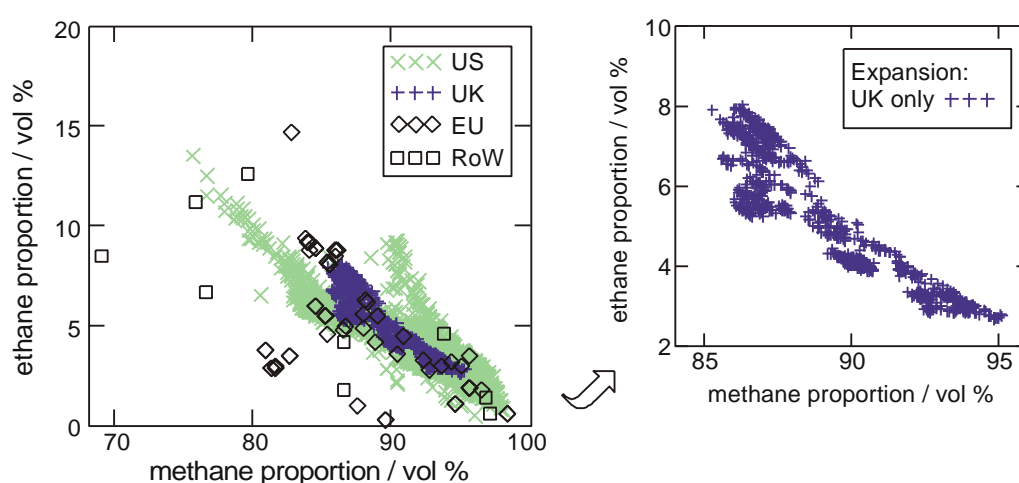 20
15
10
5
0
70
80
90
100
ethane proportion / vol %
methane proportion / vol %
US
UK
EU
RoW
10
8
6
4
2
85
90
95
ethane proportion / vol %
methane proportion / vol %
Expansion:
UK only